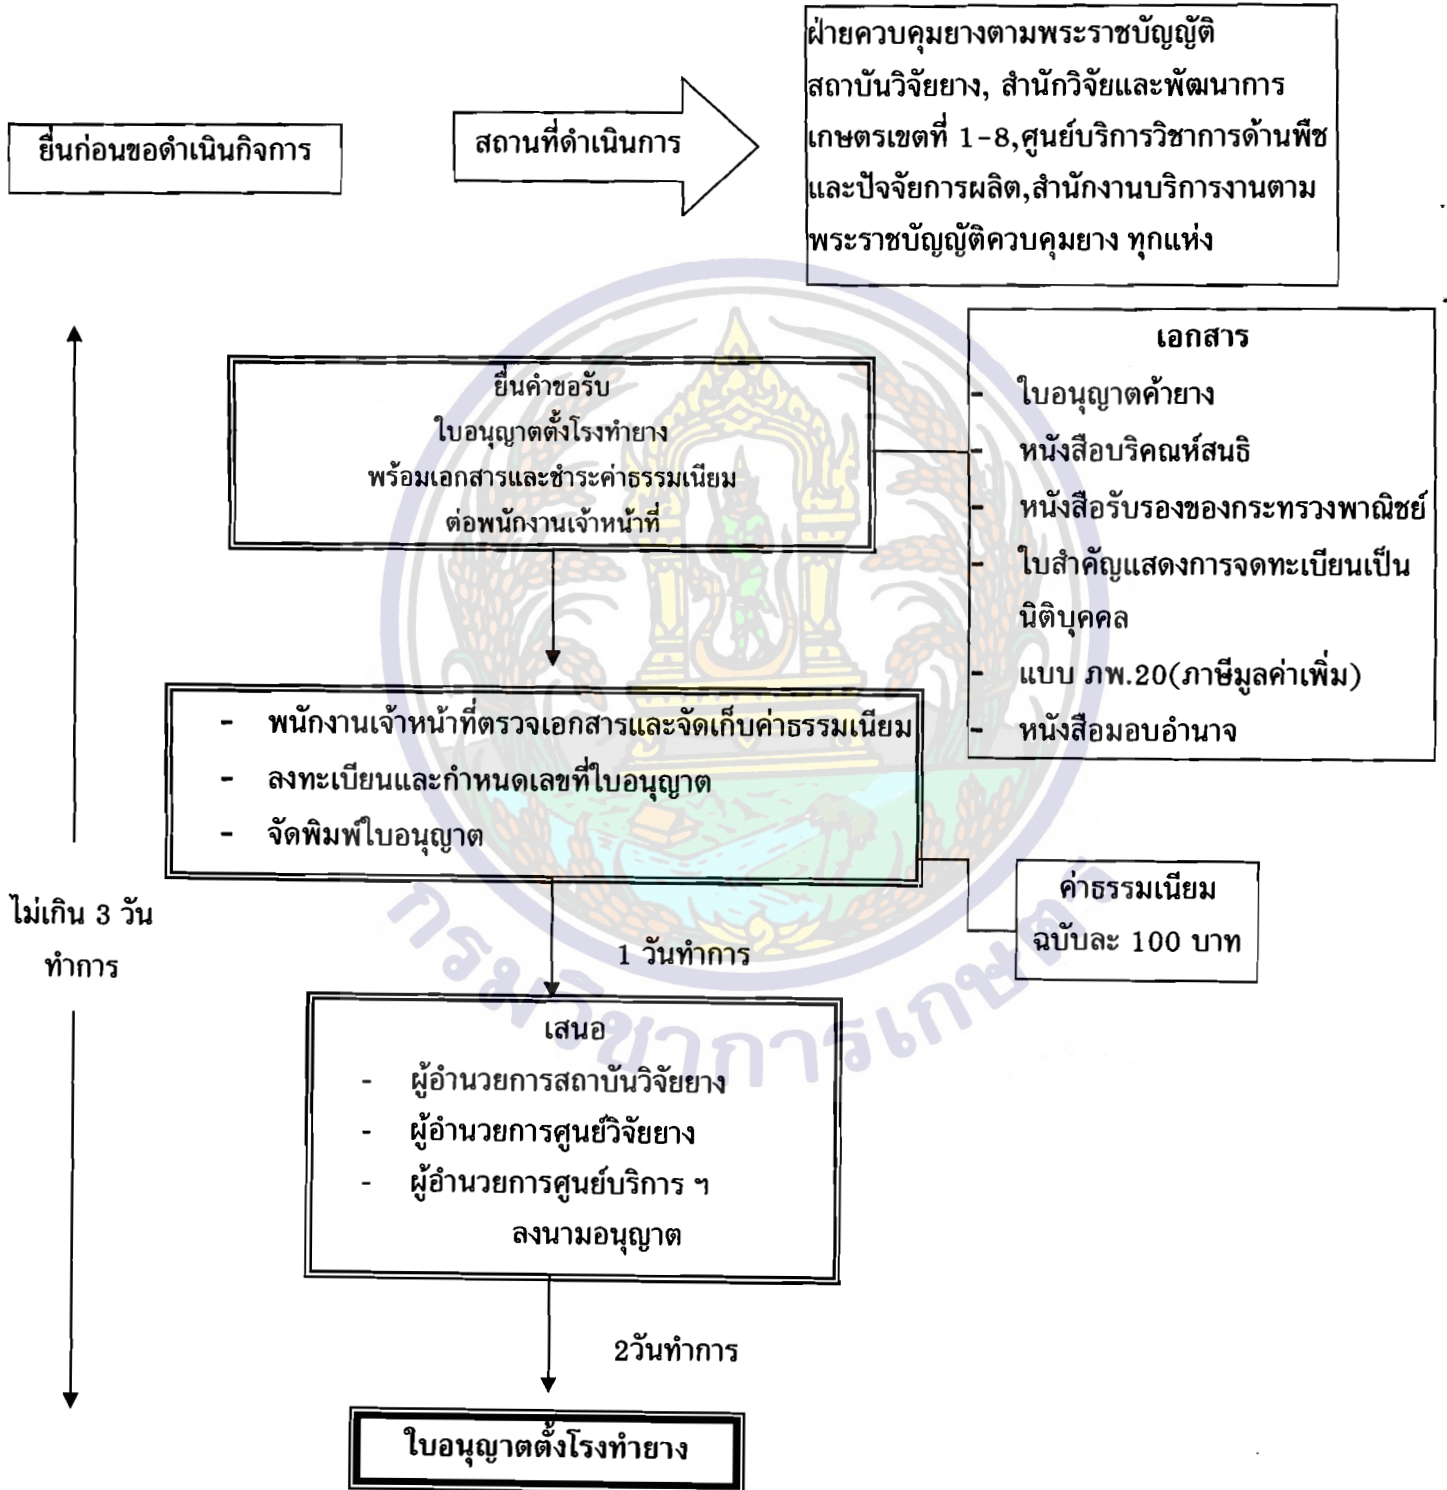 ยื่นก่อนขอดำเนินกิจการ
สถานที่ดำเนินการ
ฝ่ายควบคุมยางตามพระราชบัญญัติ
สถาบันวิจัยยาง, สำนักวิจัยและพัฒนาการ
เกษตรเขตที่ 1-8,ศูนย์บริการวิชาการด้านพืช
และปัจจัยการผลิต,สำนักงานบริการงานตาม
พระราชบัญญัติควบคุมยาง ทุกแห่ง
ยื่นคำขอรับ
ใบอนุญาตตั้งโรงทำยาง
พร้อมเอกสารและชำระค่าธรรมเนียม
ต่อพนักงานเจ้าหน้าที่
เอกสาร
- ใบอนุญาตค้ายาง
- หนังสือบริคณห์สนธิ
- หนังสือรับรองของกระทรวงพาณิชย์
- ใบสำคัญแสดงการจดทะเบียนเป็น
นิติบุคคล
- แบบ ภพ.20(ภาษีมูลค่าเพิ่ม)
- หนังสือมอบอำนาจ
- พนักงานเจ้าหน้าที่ตรวจเอกสารและจัดเก็บค่าธรรมเนียม
- ลงทะเบียนและกำหนดเลขที่ใบอนุญาต
- จัดพิมพ์ใบอนุญาต
ค่าธรรมเนียม
ฉบับละ 100 บาท
ไม่เกิน 3 วัน
ทำการ
1 วันทำการ
เสนอ
- ผู้อำนวยการสถาบันวิจัยยาง
- ผู้อำนวยการศูนย์วิจัยยาง
- ผู้อำนวยการศูนย์บริการ ฯ
ลงนามอนุญาต
2วันทำการ
ใบอนุญาตตั้งโรงทำยาง
กรมวิชาการเกษตร